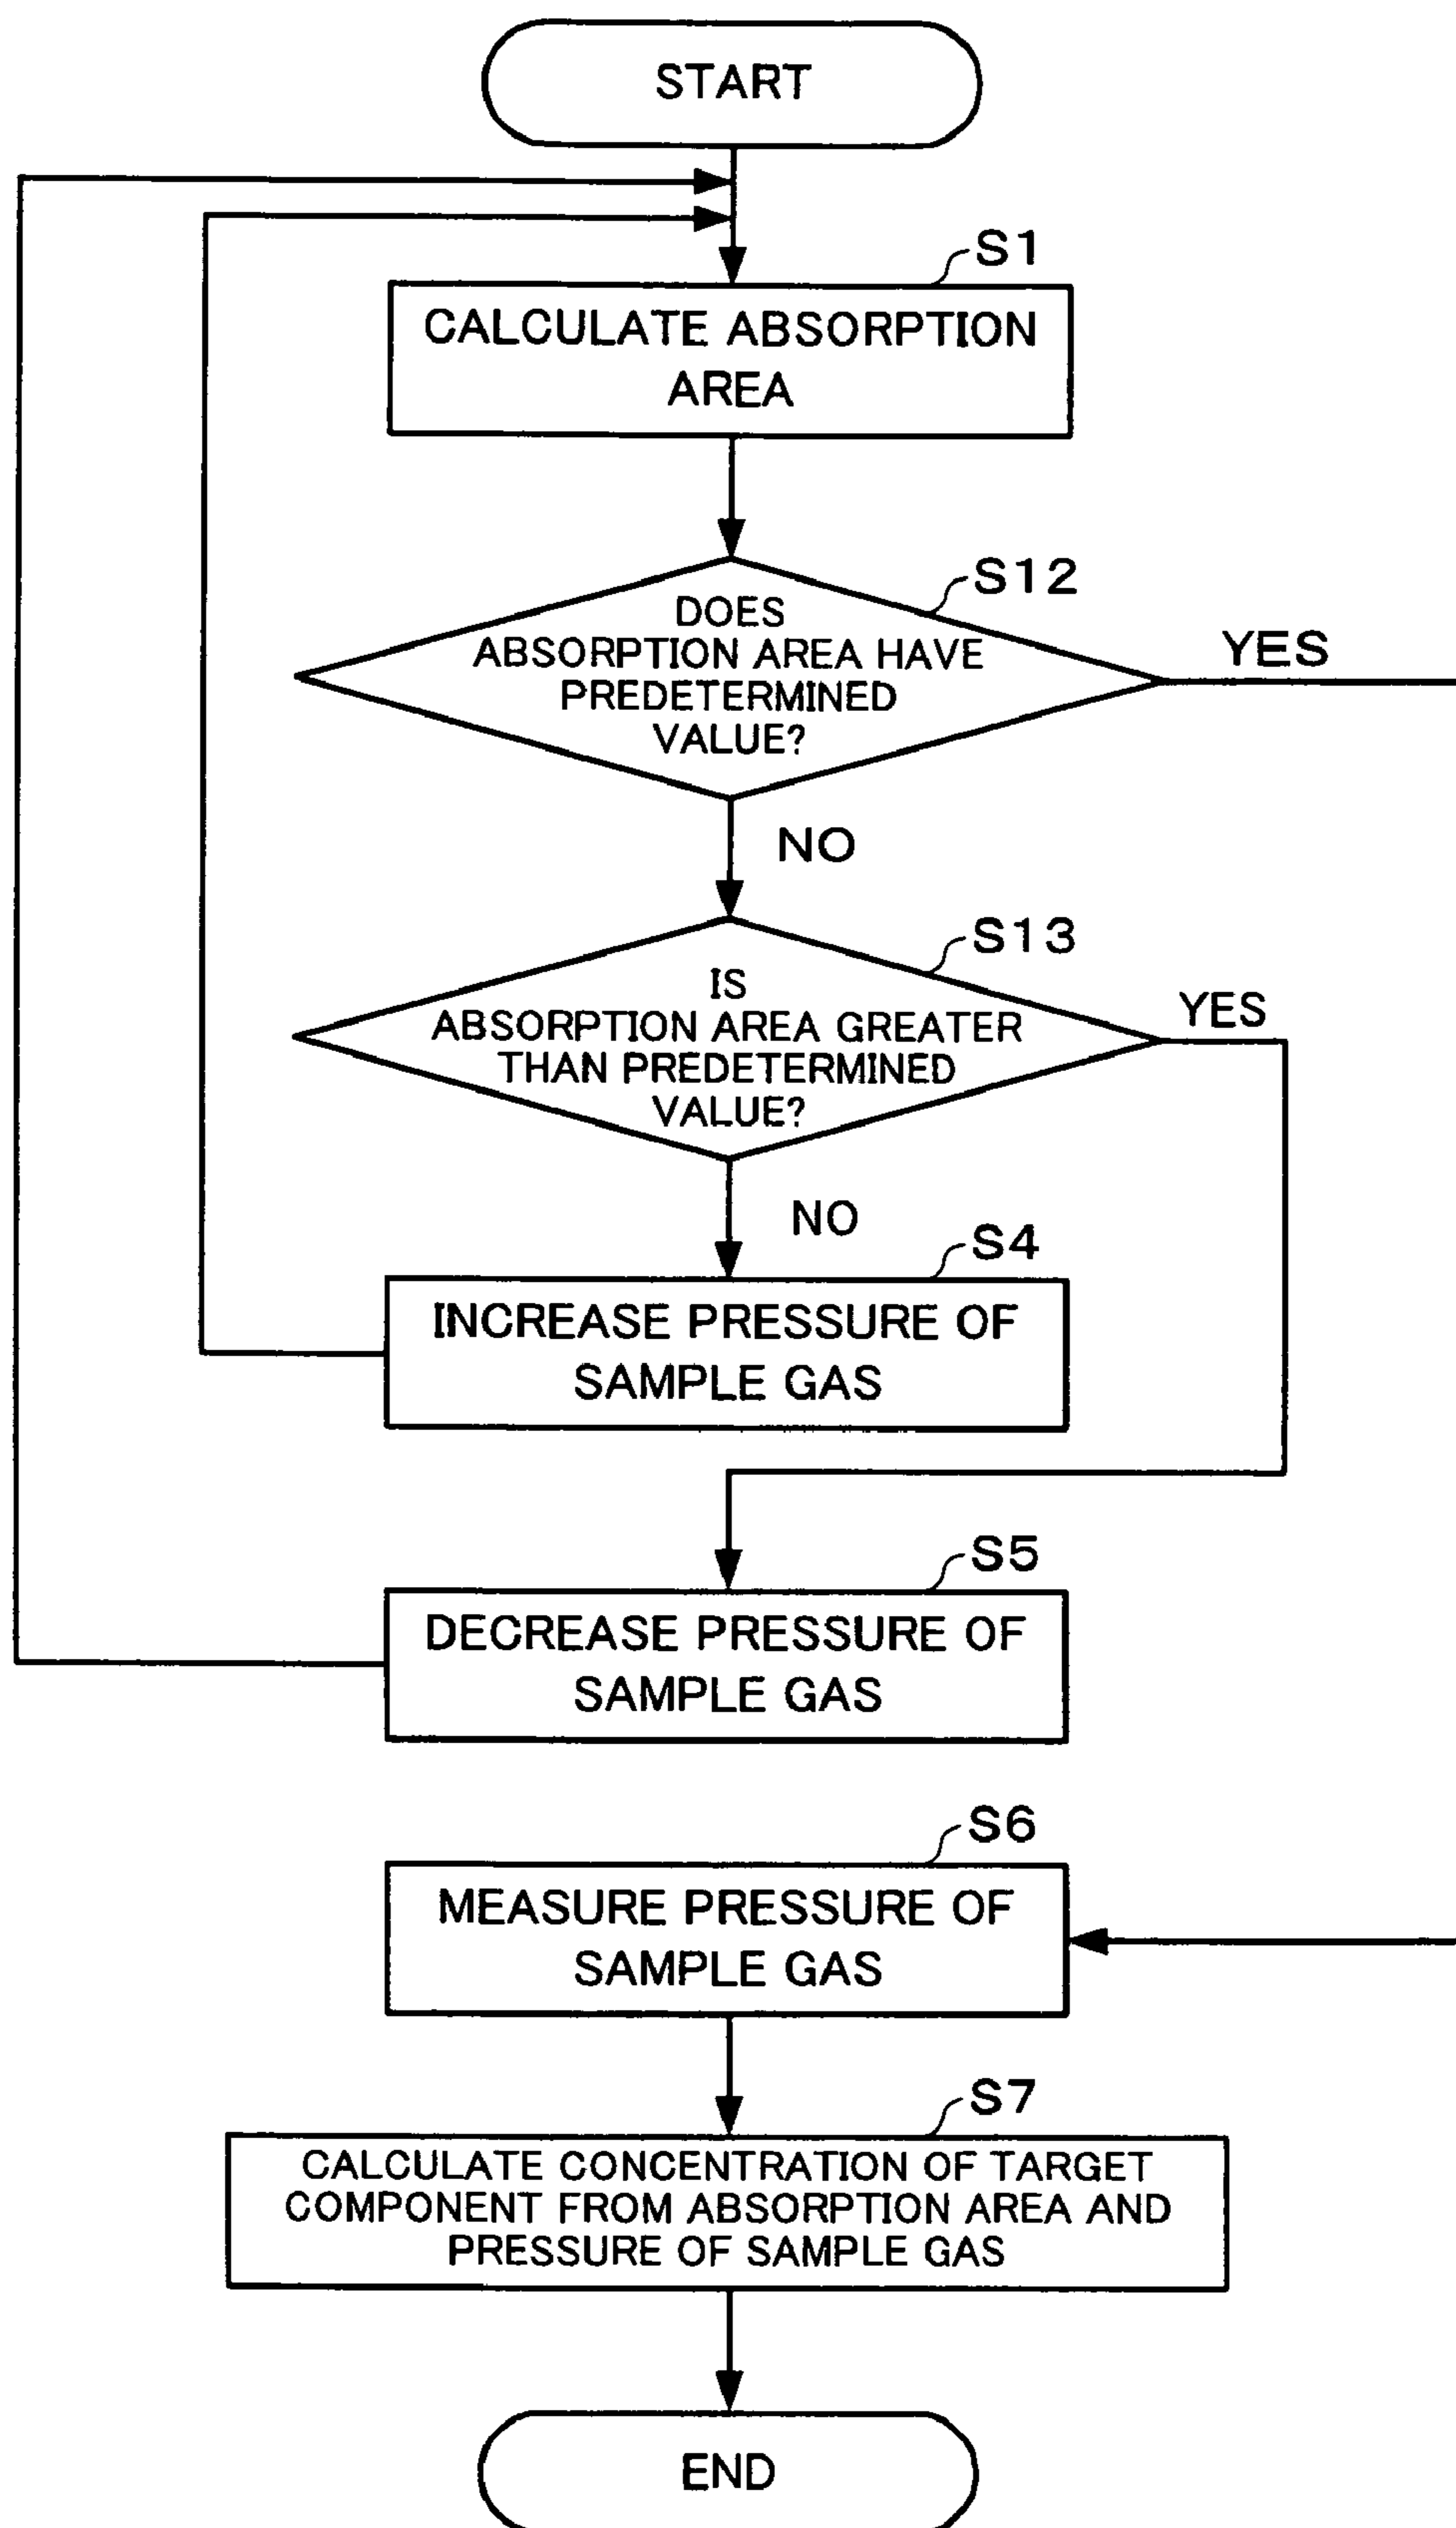 START
S1
CALCULATE ABSORPTION
AREA
S12
DOES
ABSORPTION AREA HAVE
PREDETERMINED
VALUE?
YES
NO
S13
IS
ABSORPTION AREA GREATER
THAN PREDETERMINED
VALUE?
YES
NO
S4
INCREASE PRESSURE OF
SAMPLE GAS
S5
DECREASE PRESSURE OF
SAMPLE GAS
S6
MEASURE PRESSURE OF
SAMPLE GAS
S7
CALCULATE CONCENTRATION OF TARGET
COMPONENT FROM ABSORPTION AREA AND
PRESSURE OF SAMPLE GAS
END